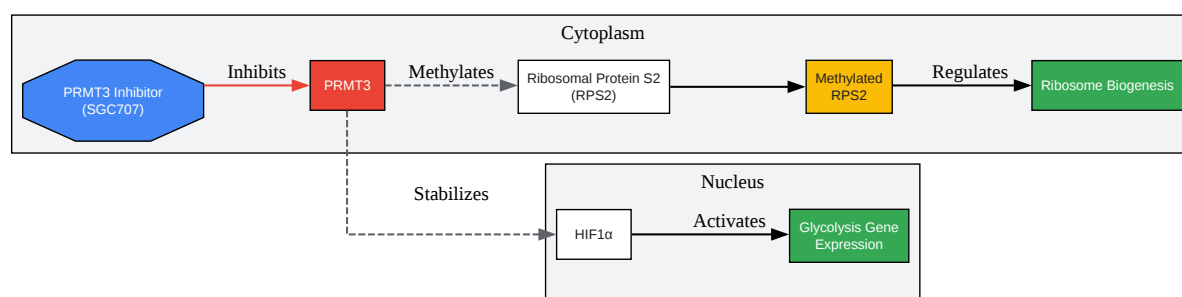 Cytoplasm
PRMT3 Inhibitor
(SGC707)
Inhibits
PRMT3
Methylates
Ribosomal Protein S2
(RPS2)
Methylated
RPS2
Regulates
Ribosome Biogenesis
Stabilizes
Nucleus
HIF1α
Activates
Glycolysis Gene
Expression